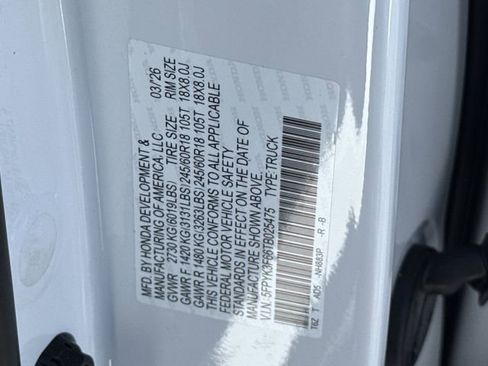 MFD. BY HONDA DEVELOPMENT &
MANUFACTURING OF AMERICA, LLC 03/26
GVWR 2730 KG(6019LBS) TIRE SIZE RIM SIZE
GAWR F 1420 KG(3131LBS) 245/60R18 105T 18X8.0J
GAWR R 1480 KG(3263LBS) 245/60R18 105T 18X8.0J
THIS VEHICLE CONFORMS TO ALL APPLICABLE
FEDERAL MOTOR VEHICLE SAFETY
STANDARDS IN EFFECT ON THE DATE OF
MANUFACTURE SHOWN ABOVE.
V.I.N. TYPE:TRUCK
T6Z T AD5 NH883P -R -B